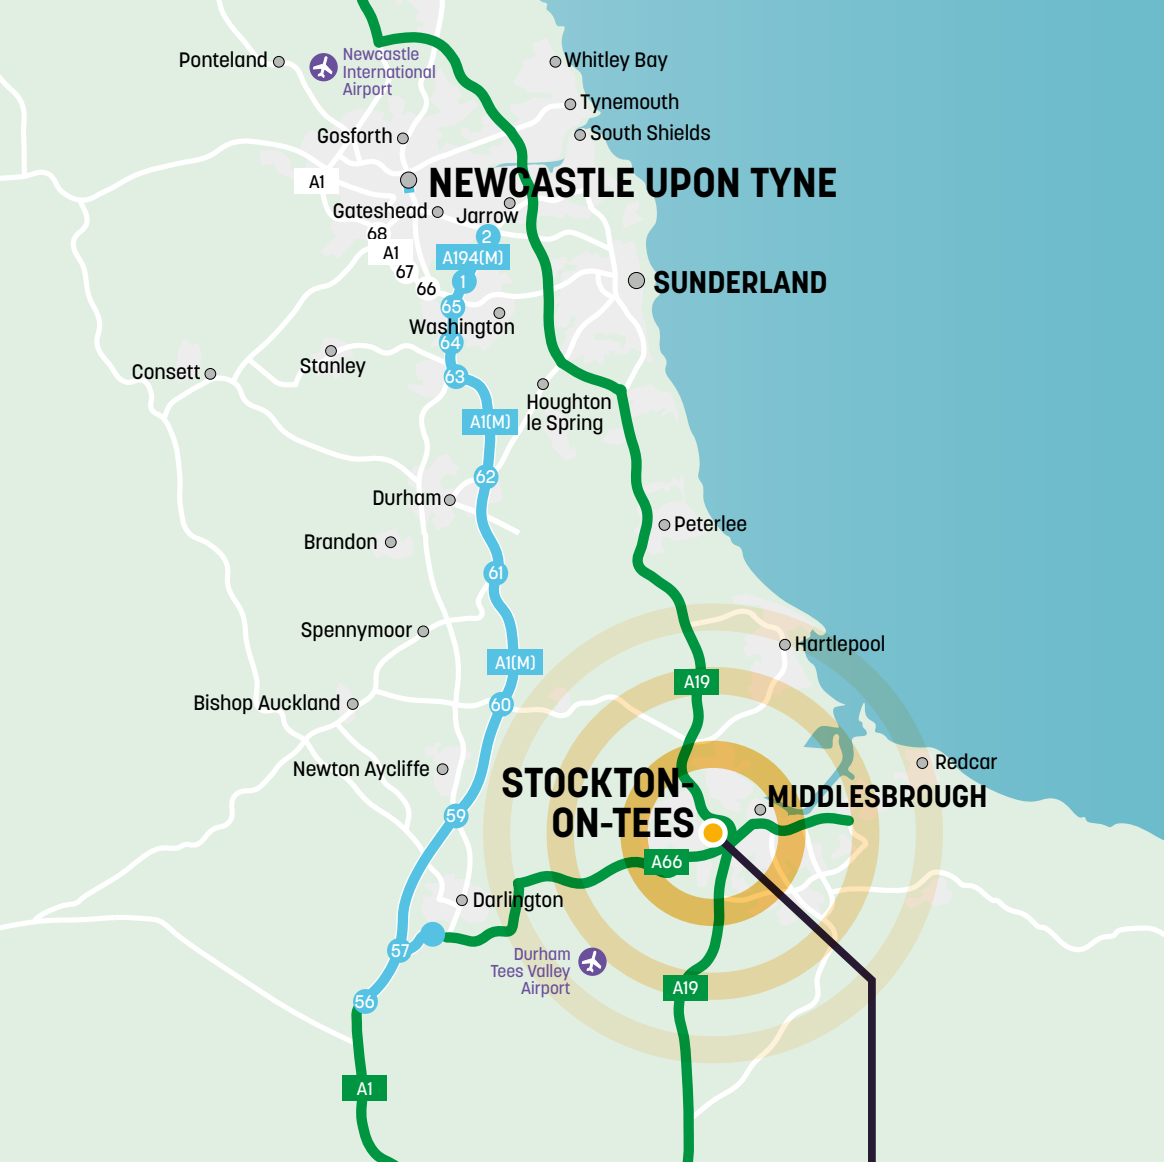 Ponteland
Newcastle
International
Airport
Whitley Bay
Tynemouth
South Shields
Gosforth
A1
NEWCASTLE UPON TYNE
Gateshead
Jarrow
68
2
A1
A194(M)
67
1
66
SUNDERLAND
65
Washington
64
Stanley
Consett
63
Houghton
le Spring
A1(M)
62
Durham
Peterlee
Brandon
61
Spennymoor
Hartlepool
A1(M)
A19
Bishop Auckland
60
Newton Aycliffe
Redcar
STOCKTON-
ON-TEES
MIDDLESBROUGH
59
A66
Darlington
57
Durham
Tees Valley
Airport
A19
56
A1